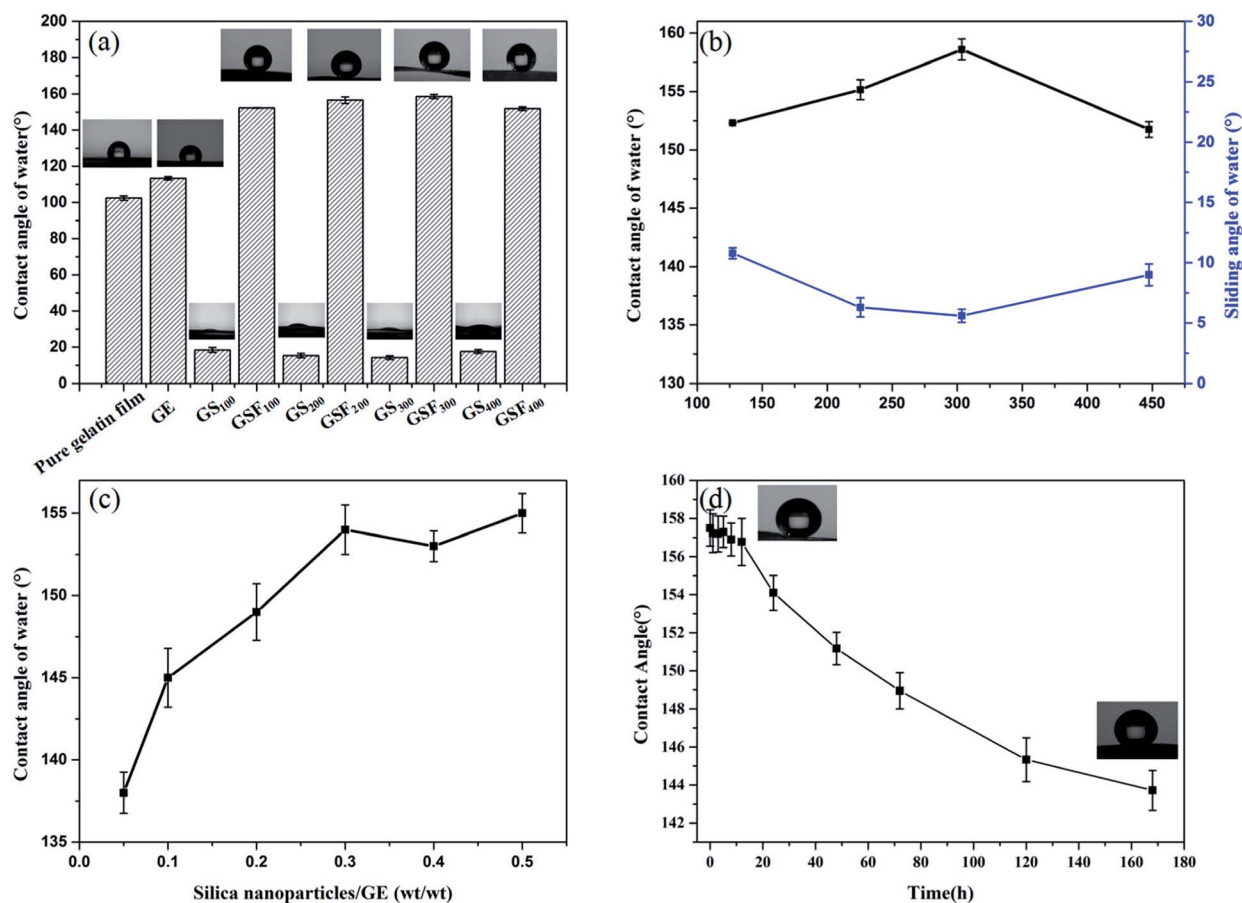 (a)
Contact angle of water(°)
200
180
160
140
120
100
80
60
40
20
0
Pure gelatin film
GE
GS₁₀₀
GSF₁₀₀
GS₂₀₀
GSF₂₀₀
GS₃₀₀
GSF₃₀₀
GS₄₀₀
GSF₄₀₀
(b)
Contact angle of water (°)
160
155
150
145
140
135
130
100 150 200 250 300 350 400 450
30
25
20
15
10
5
0
Sliding angle of water(°)
(c)
Contact angle of water (°)
155
150
145
140
135
0.0 0.1 0.2 0.3 0.4 0.5
Silica nanoparticles/GE (wt/wt)
(d)
Contact Angle(°)
160
158
156
154
152
150
148
146
144
142
0 20 40 60 80 100 120 140 160 180
Time(h)